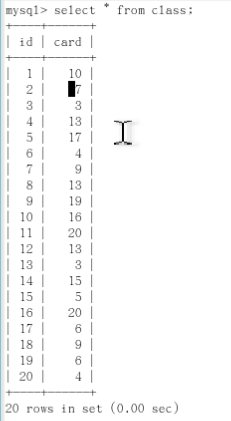 mysql> select * from class;
+----+------+
| id | card |
+----+------+
| 1 | 10 |
| 2 | 7 |
| 3 | 3 |
| 4 | 13 |
| 5 | 17 |
| 6 | 4 |
| 7 | 9 |
| 8 | 13 |
| 9 | 19 |
| 10 | 16 |
| 11 | 20 |
| 12 | 13 |
| 13 | 3 |
| 14 | 15 |
| 15 | 5 |
| 16 | 20 |
| 17 | 6 |
| 18 | 9 |
| 19 | 6 |
| 20 | 4 |
+----+------+
20 rows in set (0.00 sec)